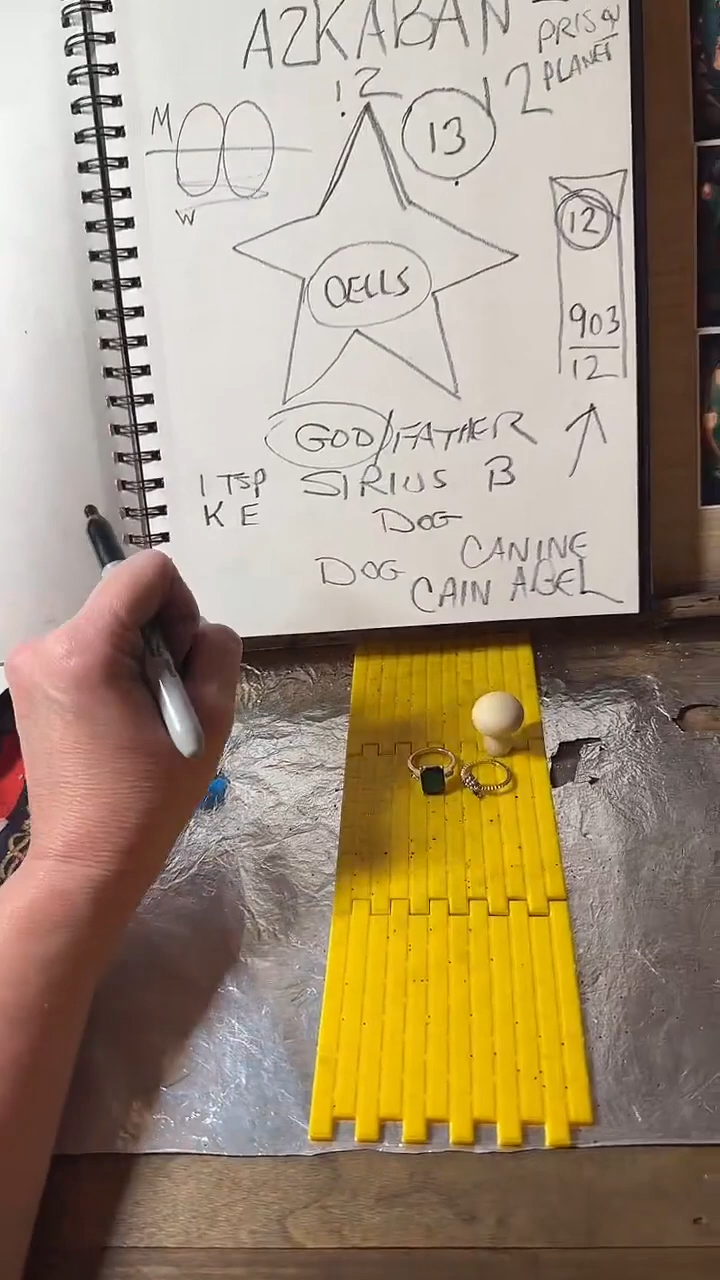 AZKABAN
PRISON
PLANET
12
12
M
13
W
12
CELLS
903
12
GOD/FATHER
1 TSP SIRIUS B
K E
DOG
CANINE
DOG
CAIN ABEL